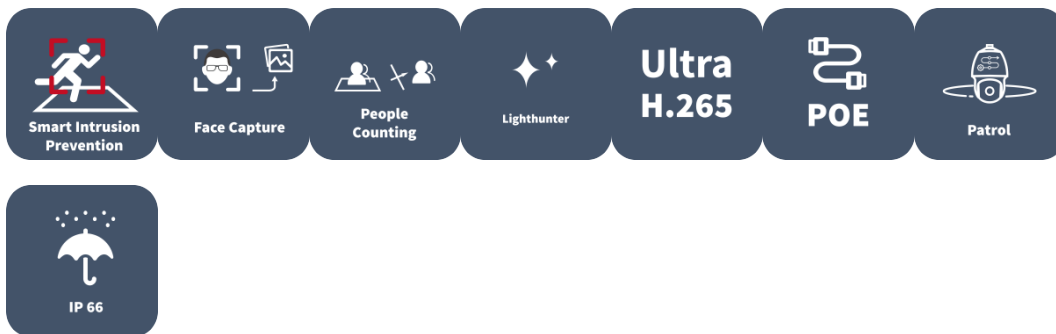 Smart Intrusion
Prevention
Face Capture
People
Counting
Lighthunter
Ultra
H.265
POE
Patrol
IP 66